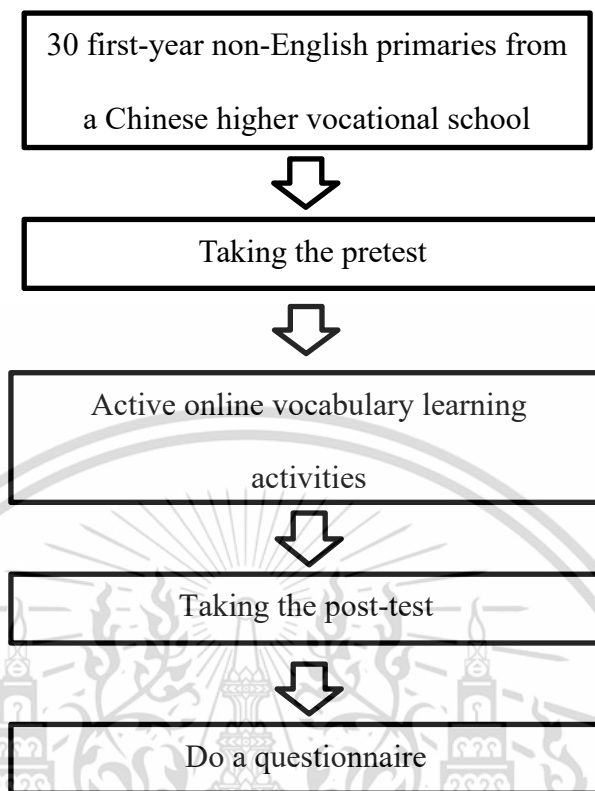 30 first-year non-English primaries from
a Chinese higher vocational school
Taking the pretest
Active online vocabulary learning
activities
Taking the post-test
Do a questionnaire